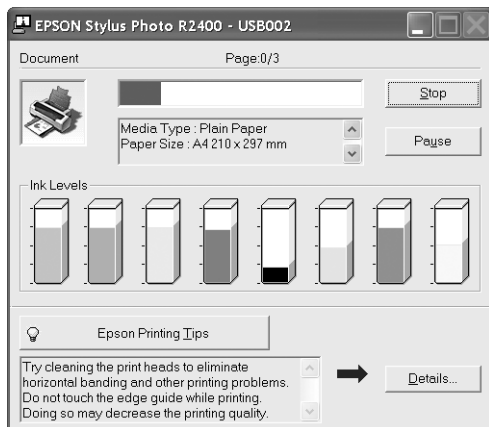 EPSON Stylus Photo R2400 - USB002
Document Page:0/3
Stop
Media Type : Plain Paper
Paper Size : A4 210 x 297 mm
Pause
Ink Levels
Epson Printing Tips
Try cleaning the print heads to eliminate
horizontal banding and other printing problems.
Do not touch the edge guide while printing.
Doing so may decrease the printing quality.
Details...